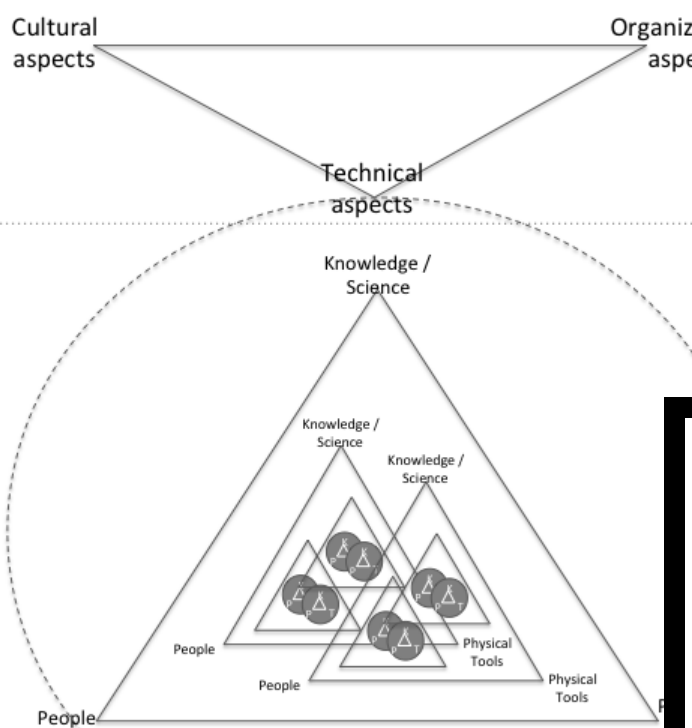 Cultural
aspects
Technical
aspects
Knowledge /
Science
Knowledge /
Science
Knowledge /
Science
K
P
K
P
K
P
K
P T
K
P
K
P T
K
P
K
P T
People
Physical
Tools
People
Physical
Tools
People